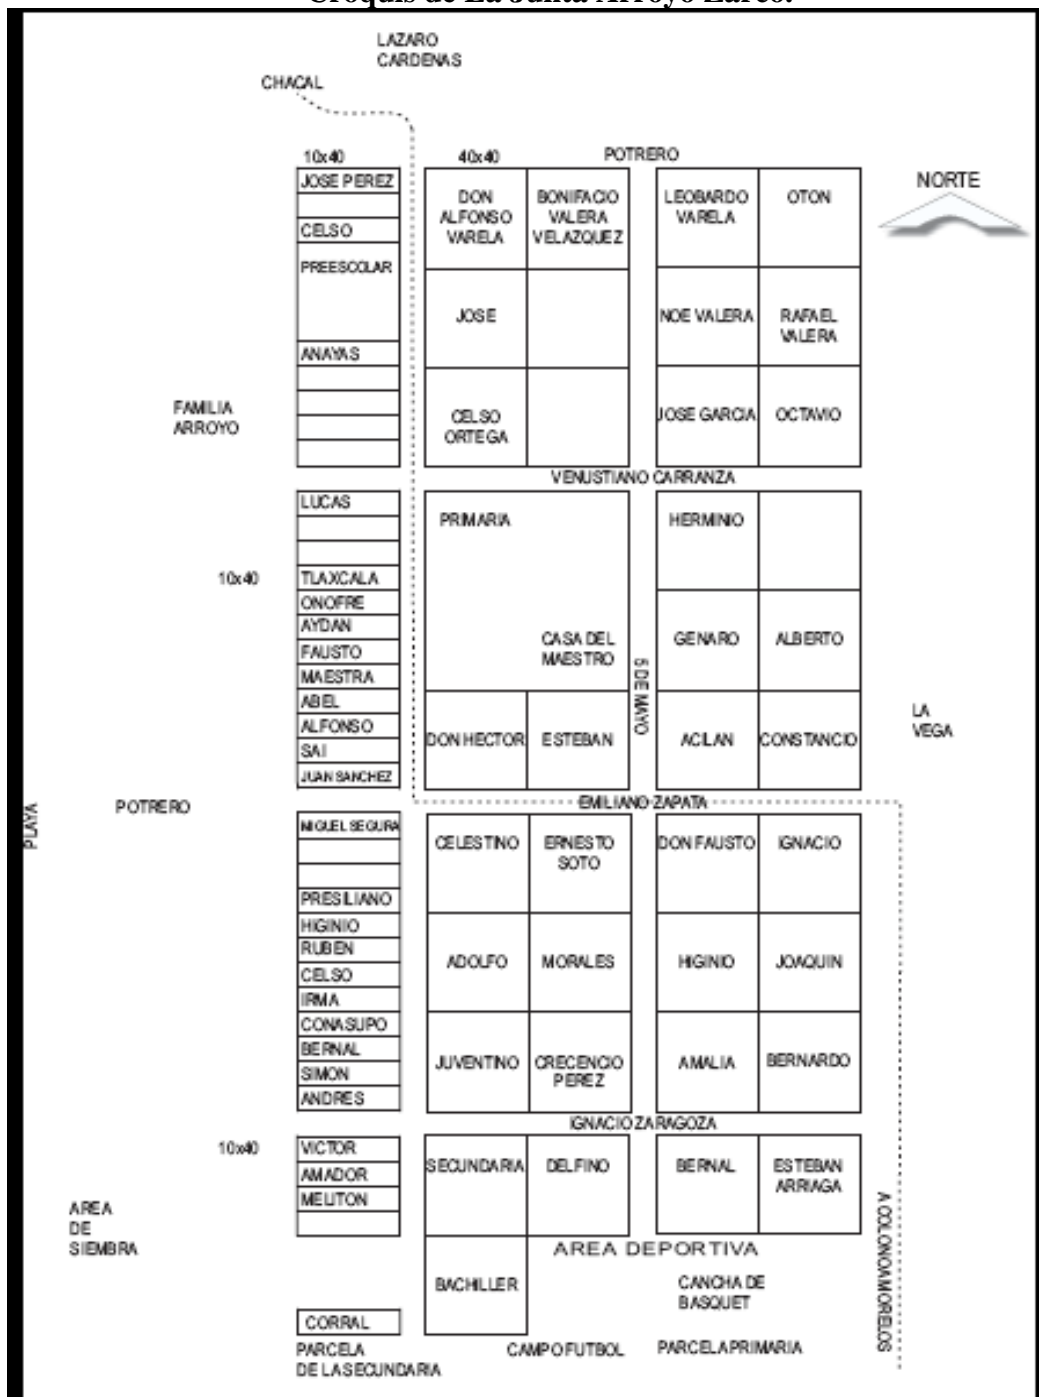 Croquis de La Junta Arroyo Zarco.
LAZARO
CARDENAS
CHACAL
10x40
40x40
POTRERO
NORTE
JOSE PEREZ
CELSO
PREESCOLAR
ANAYAS
DON
ALFONSO
VARELA
BONIFACIO
VALERA
VELAZQUEZ
LEOBARDO
VARELA
OTON
JOSE
NOE VALERA
RAFAEL
VALERA
FAMILIA
ARROYO
CELSO
ORTEGA
JOSE GARCIA
OCTAVIO
VENUSTIANO CARRANZA
LUCAS
10x40
TLAXCALA
ONOFRE
AYDAN
FAUSTO
MAESTRA
ABEL
ALFONSO
SAI
JUAN SANCHEZ
PRIMARIA
CASA DEL
MAESTRO
5 DE MAYO
HERMINIO
GENARO
ALBERTO
DON HECTOR
ESTEBAN
ACILAN
CONSTANCIO
LA
VEGA
EMILIANO ZAPATA
PLAYA
POTRERO
MIGUEL SEGURA
PRESILIANO
HIGINIO
RUBEN
CELSO
IRMA
CONASUPO
BERNAL
SIMON
ANDRES
CELESTINO
ERNESTO
SOTO
DON FAUSTO
IGNACIO
ADOLFO
MORALES
HIGINIO
JOAQUIN
JUVENTINO
CRECENCIO
PEREZ
AMALIA
BERNARDO
IGNACIO ZARAGOZA
10x40
VICTOR
AMADOR
MELITON
SECUNDARIA
DELFINO
BERNAL
ESTEBAN
ARRIAGA
AREA
DE
SIEMBRA
AREA DEPORTIVA
A COLONOAMORELOS
BACHILLER
CANCHA DE
BASQUET
CORRAL
PARCELA
DE LA SECUNDARIA
CAMPO FUTBOL
PARCELA PRIMARIA